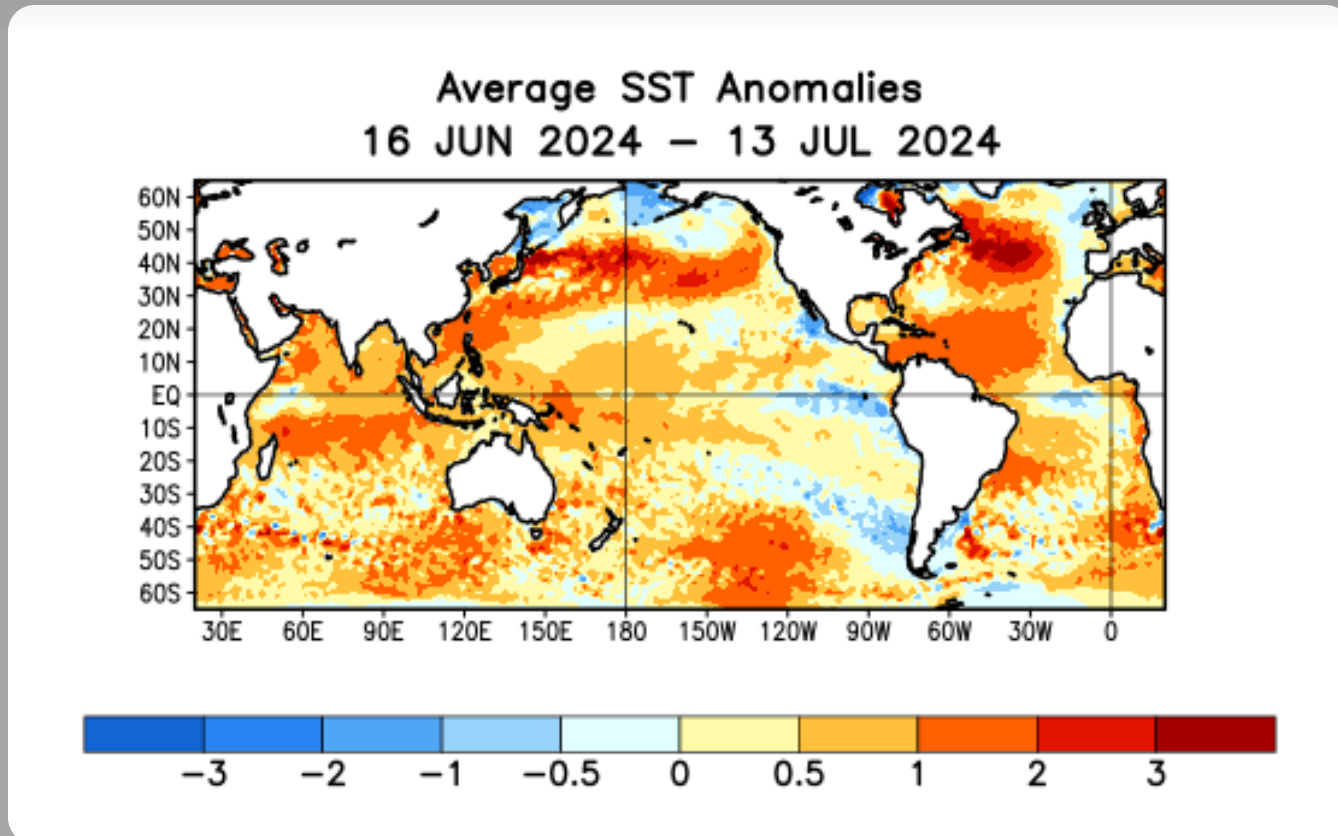 Average SST Anomalies
16 JUN 2024 – 13 JUL 2024
60N
50N
40N
30N
20N
10N
EQ
10S
20S
30S
40S
50S
60S
30E 60E 90E 120E 150E 180 150W 120W 90W 60W 30W 0
−3 −2 −1 −0.5 0 0.5 1 2 3